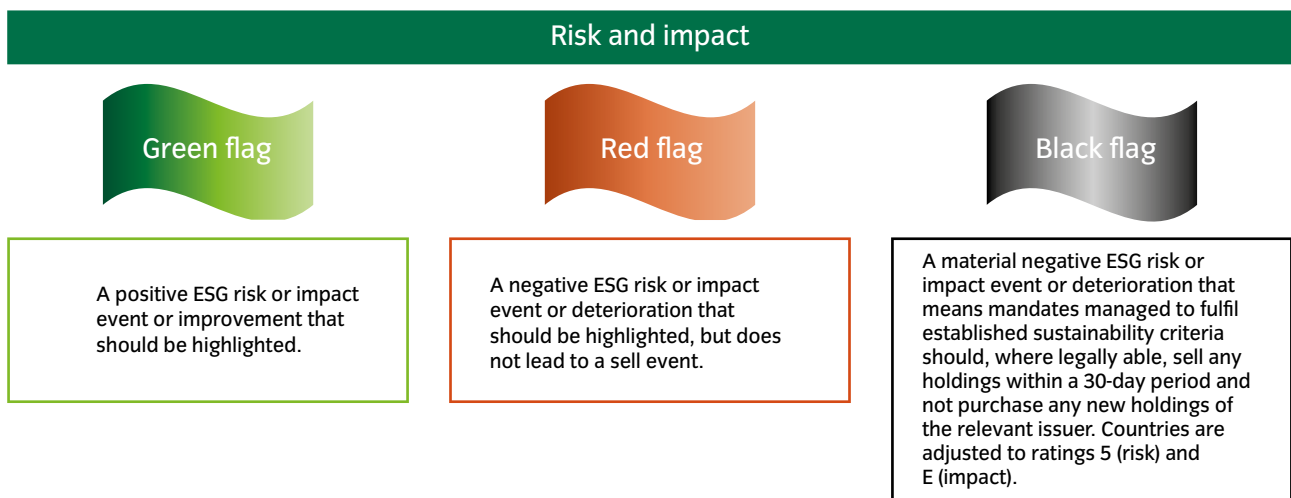 Risk and impact
Green flag
Red flag
Black flag
A positive ESG risk or impact
event or improvement that
should be highlighted.
A negative ESG risk or impact
event or deterioration that
should be highlighted, but does
not lead to a sell event.
A material negative ESG risk or
impact event or deterioration that
means mandates managed to fulfil
established sustainability criteria
should, where legally able, sell any
holdings within a 30-day period and
not purchase any new holdings of
the relevant issuer. Countries are
adjusted to ratings 5 (risk) and
E (impact).